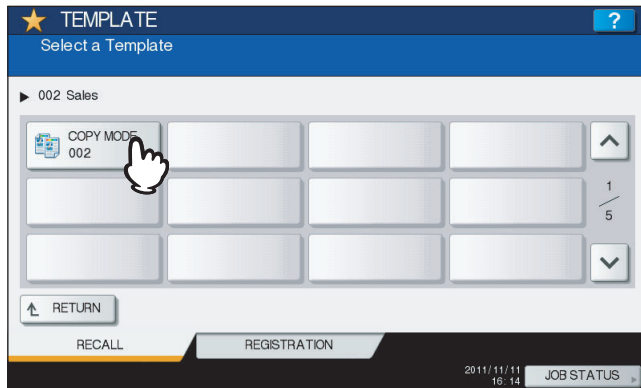 TEMPLATE
?
Select a Template
002 Sales
COPY MODE
002
1
5
RETURN
RECALL
REGISTRATION
2011/11/11
16:14
JOB STATUS